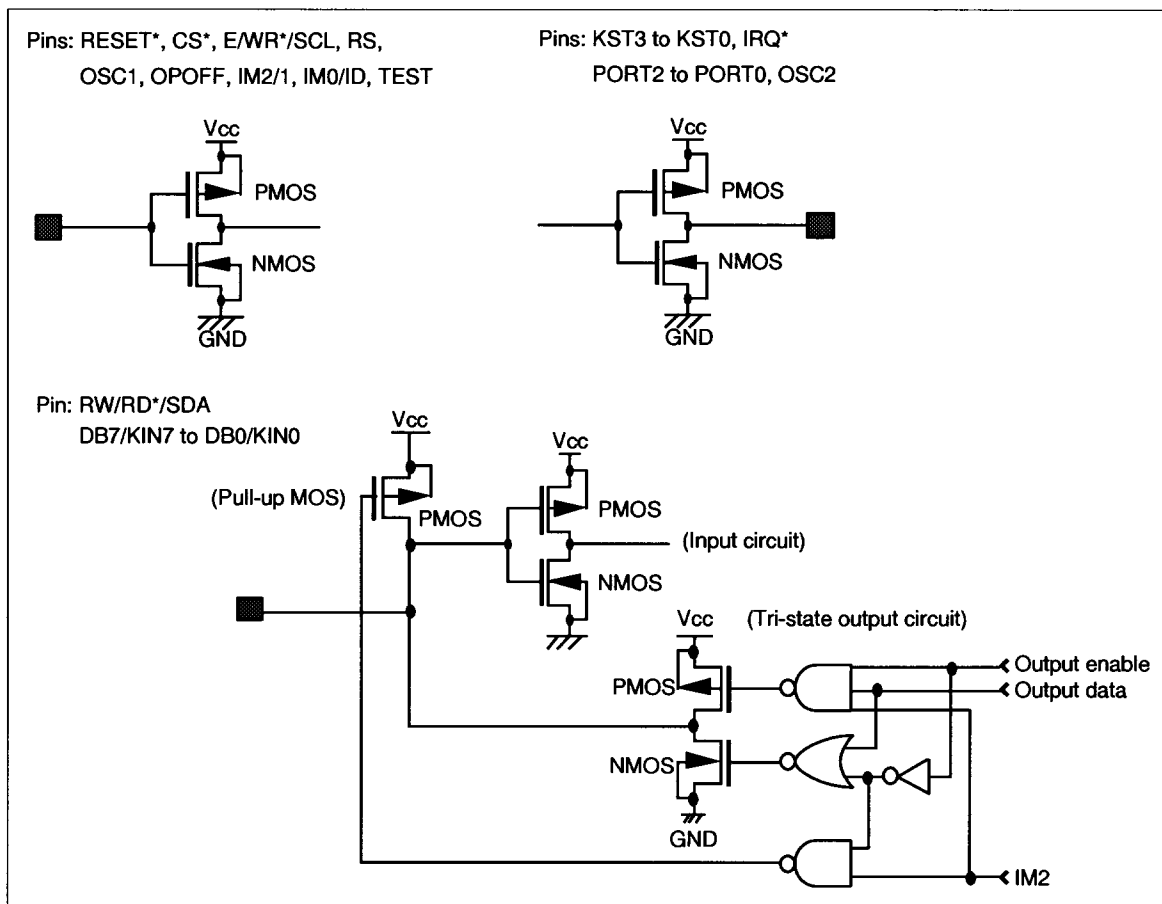 Pins: RESET*, CS*, E/WR*/SCL, RS,
OSC1, OPOFF, IM2/1, IM0/ID, TEST
Vcc
PMOS
NMOS
GND
Pins: KST3 to KST0, IRQ*
PORT2 to PORT0, OSC2
Vcc
PMOS
NMOS
GND
Pin: RW/RD*/SDA
DB7/KIN7 to DB0/KIN0
Vcc
Vcc
(Pull-up MOS)
PMOS
PMOS
(Input circuit)
NMOS
Vcc
(Tri-state output circuit)
Output enable
PMOS
Output data
NMOS
GND
IM2